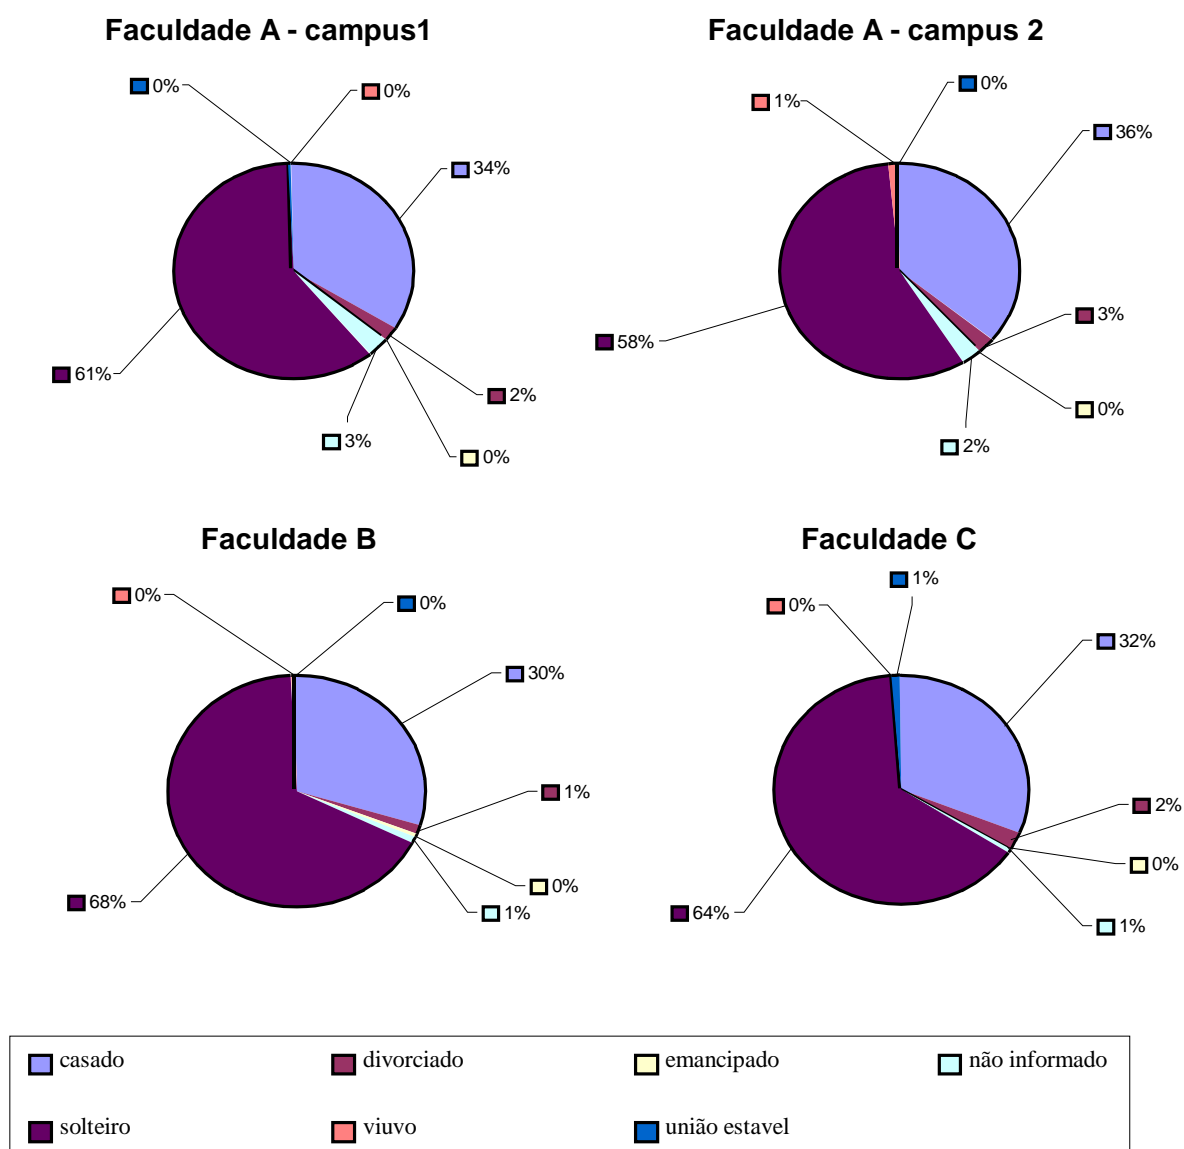 Faculdade A - campus1
0%
0%
34%
61%
2%
3%
0%
Faculdade A - campus 2
0%
1%
36%
3%
58%
0%
2%
Faculdade B
0%
0%
30%
1%
0%
68%
1%
Faculdade C
1%
0%
32%
2%
0%
64%
1%
casado
divorciado
emancipado
não informado
solteiro
viuvo
união estavel